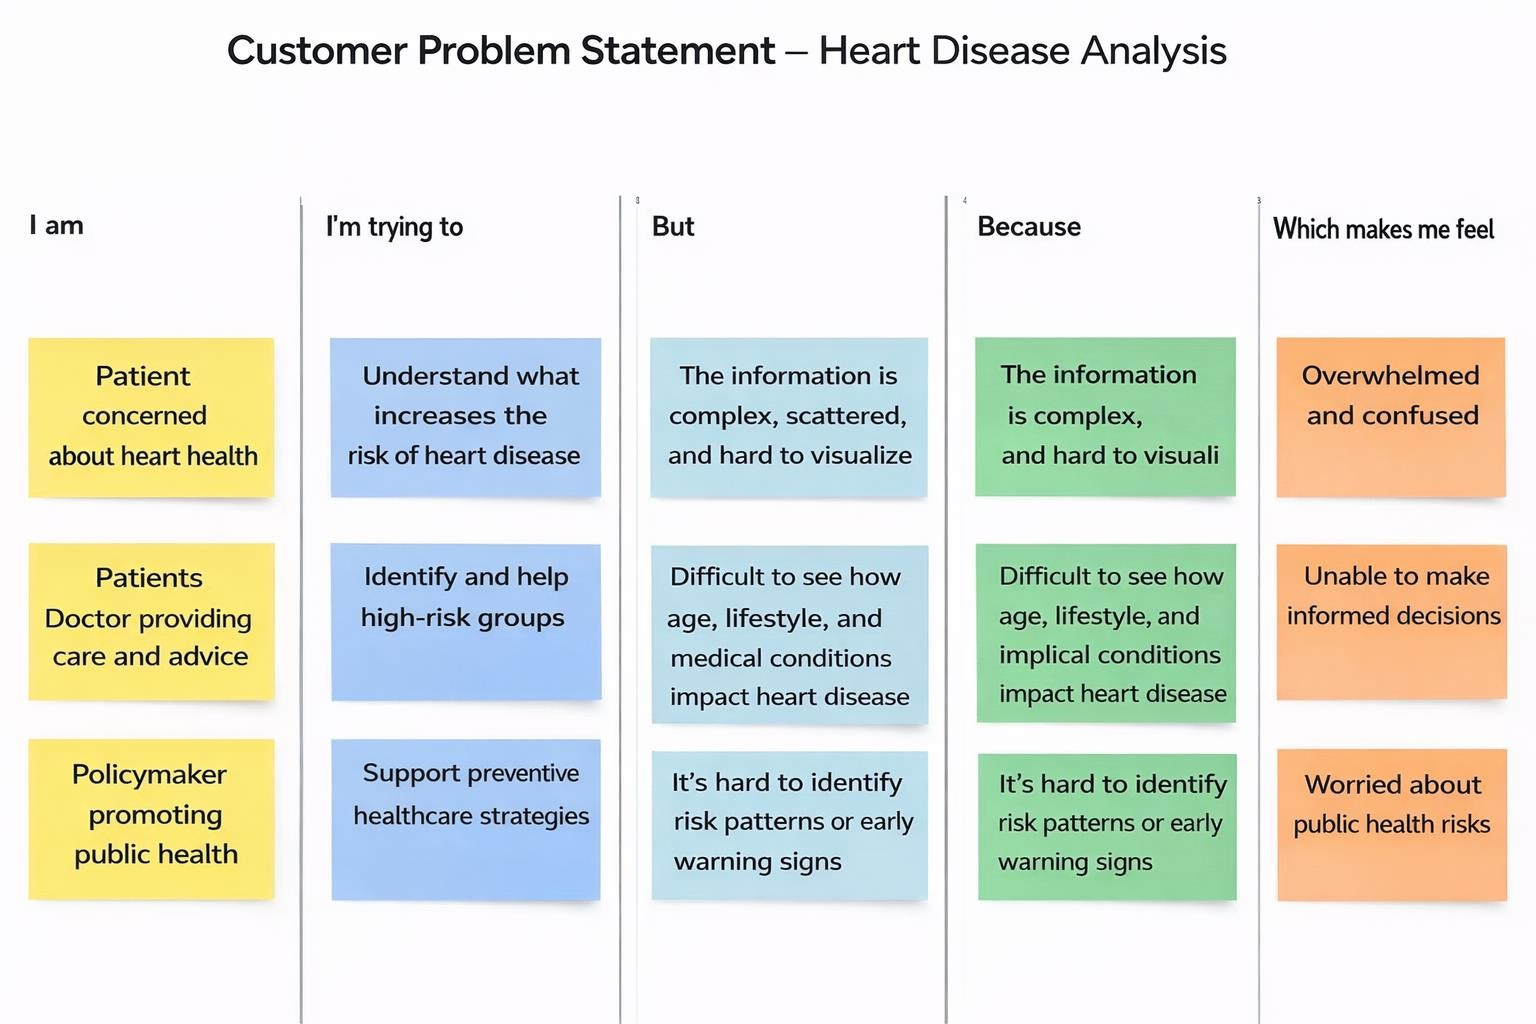 Customer Problem Statement – Heart Disease Analysis
I am
I'm trying to
But
Because
Which makes me feel
Patient
concerned
about heart health
Understand what
increases the
risk of heart disease
The information is
complex, scattered,
and hard to visualize
The information
is complex,
and hard to visuali
Overwhelmed
and confused
Patients
Doctor providing
care and advice
Identify and help
high-risk groups
Difficult to see how
age, lifestyle, and
medical conditions
impact heart disease
Difficult to see how
age, lifestyle, and
implical conditions
impact heart disease
Unable to make
informed decisions
Policymaker
promoting
public health
Support preventive
healthcare strategies
It's hard to identify
risk patterns or early
warning signs
It's hard to identify
risk patterns or early
warning signs
Worried about
public health risks